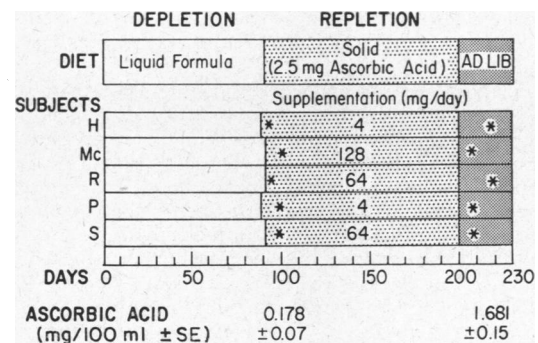 DEPLETION REPLETION
DIET Liquid Formula Solid (2.5 mg Ascorbic Acid) AD LIB
SUBJECTS Supplementation (mg/day)
H * 4 *
Mc * 128 *
R * 64 *
P * 4 *
S * 64 *
DAYS 0 50 100 150 200 230
ASCORBIC ACID 0.178 1.681
(mg/100 ml ± SE) ±0.07 ±0.15